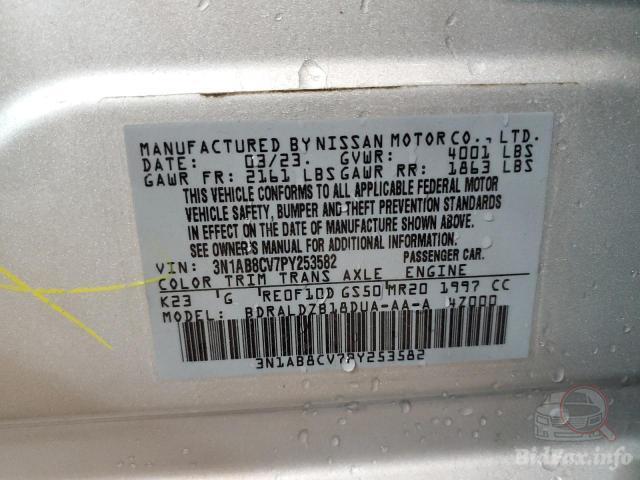 MANUFACTURED BY NISSAN MOTOR CO., LTD.
DATE: 03/23. GVWR: 4001 LBS
GAWR FR: 2161 LBS GAWR RR: 1863 LBS
THIS VEHICLE CONFORMS TO ALL APPLICABLE FEDERAL MOTOR
VEHICLE SAFETY, BUMPER AND THEFT PREVENTION STANDARDS
IN EFFECT ON THE DATE OF MANUFACTURE SHOWN ABOVE.
SEE OWNER'S MANUAL FOR ADDITIONAL INFORMATION.
VIN: 3N1AB8CV7PY253582 PASSENGER CAR.
COLOR TRIM TRANS AXLE ENGINE
K23 'G RE0F10D GS50 MR20 1997 CC
MODEL: BDRALDZB18DUA-AA-A 47000
3N1AB8CV7PY253582
BidFax.info